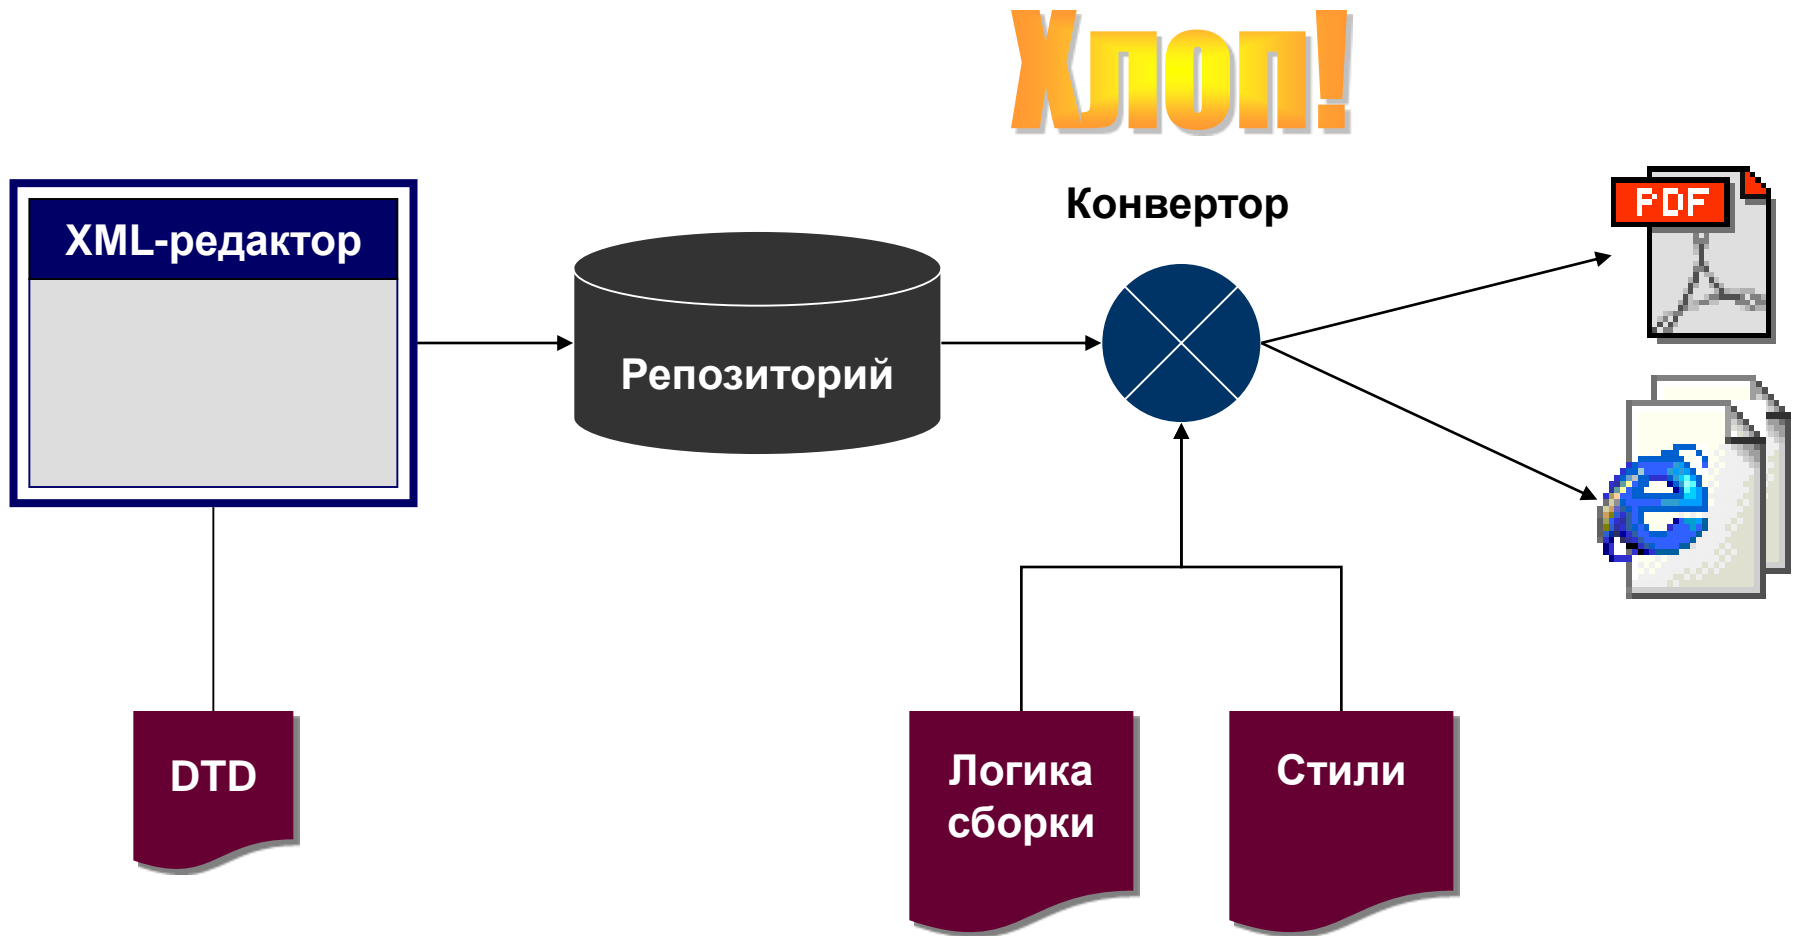 Хлоп!
Конвертор
PDF
XML-редактор
Репозиторий
DTD
Логика
сборки
Стили